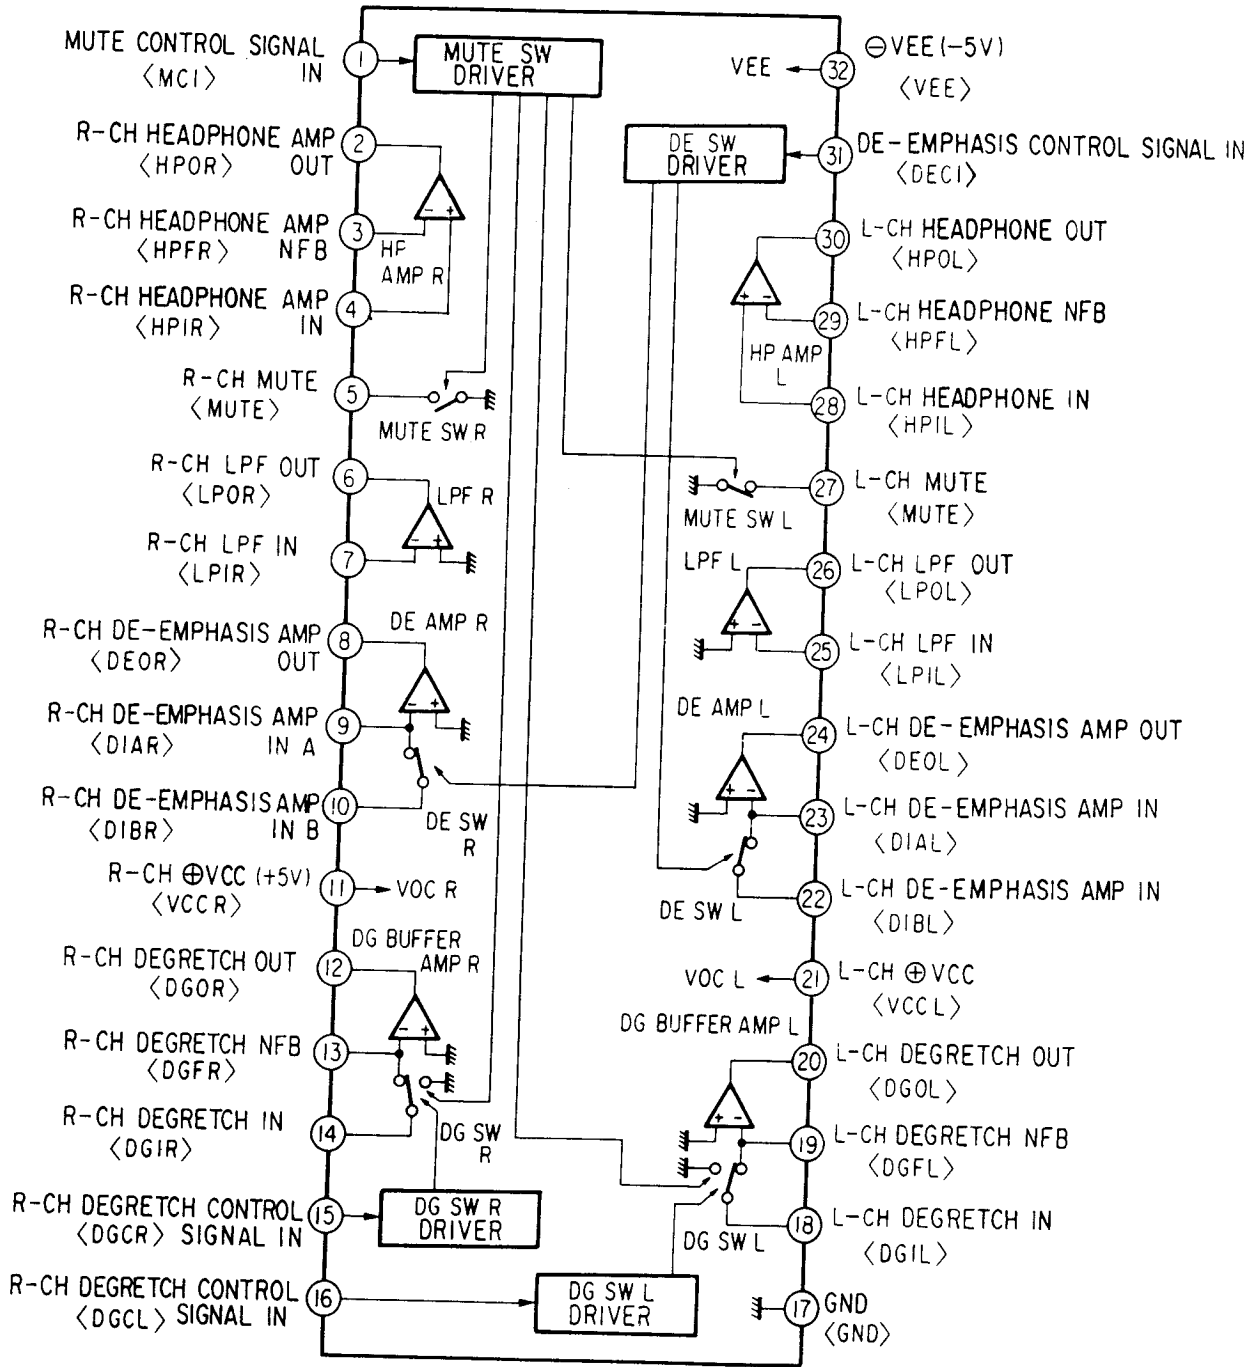 MUTE CONTROL SIGNAL
IN
〈MCI〉
1
MUTE SW
DRIVER
R-CH HEADPHONE AMP
OUT
〈HPOR〉
2
R-CH HEADPHONE AMP
NFB
〈HPFR〉
3
- +
HP
AMP R
R-CH HEADPHONE AMP
IN
〈HPIR〉
4
R-CH MUTE
〈MUTE〉
5
MUTE SW R
R-CH LPF OUT
〈LPOR〉
6
LPF R
- +
R-CH LPF IN
〈LPIR〉
7
DE AMP R
R-CH DE-EMPHASIS AMP
OUT
〈DEOR〉
8
- +
R-CH DE-EMPHASIS AMP
IN A
〈DIAR〉
9
R-CH DE-EMPHASIS AMP
IN B
〈DIBR〉
10
DE SW
R
R-CH ⊕VCC (+5V)
〈VCCR〉
11
VOC R
DG BUFFER
AMP R
R-CH DEGRETCH OUT
〈DGOR〉
12
- +
R-CH DEGRETCH NFB
〈DGFR〉
13
R-CH DEGRETCH IN
〈DGIR〉
14
DG SW
R
R-CH DEGRETCH CONTROL
〈DGCR〉 SIGNAL IN
15
DG SW R
DRIVER
R-CH DEGRETCH CONTROL
〈DGCL〉 SIGNAL IN
16
DG SW L
DRIVER
VEE
32
⊖VEE (-5V)
〈VEE〉
DE SW
DRIVER
31
DE-EMPHASIS CONTROL SIGNAL IN
〈DECI〉
30
L-CH HEADPHONE OUT
〈HPOL〉
+ -
29
L-CH HEADPHONE NFB
〈HPFL〉
HP AMP
L
28
L-CH HEADPHONE IN
〈HPIL〉
27
L-CH MUTE
〈MUTE〉
MUTE SW L
LPF L
26
L-CH LPF OUT
〈LPOL〉
+ -
25
L-CH LPF IN
〈LPIL〉
DE AMP L
24
L-CH DE-EMPHASIS AMP OUT
〈DEOL〉
+ -
23
L-CH DE-EMPHASIS AMP IN
〈DIAL〉
22
L-CH DE-EMPHASIS AMP IN
〈DIBL〉
DE SW L
VOC L
21
L-CH ⊕VCC
〈VCCL〉
DG BUFFER AMP L
20
L-CH DEGRETCH OUT
〈DGOL〉
+ -
19
L-CH DEGRETCH NFB
〈DGFL〉
18
L-CH DEGRETCH IN
〈DGIL〉
DG SW L
17
GND
〈GND〉